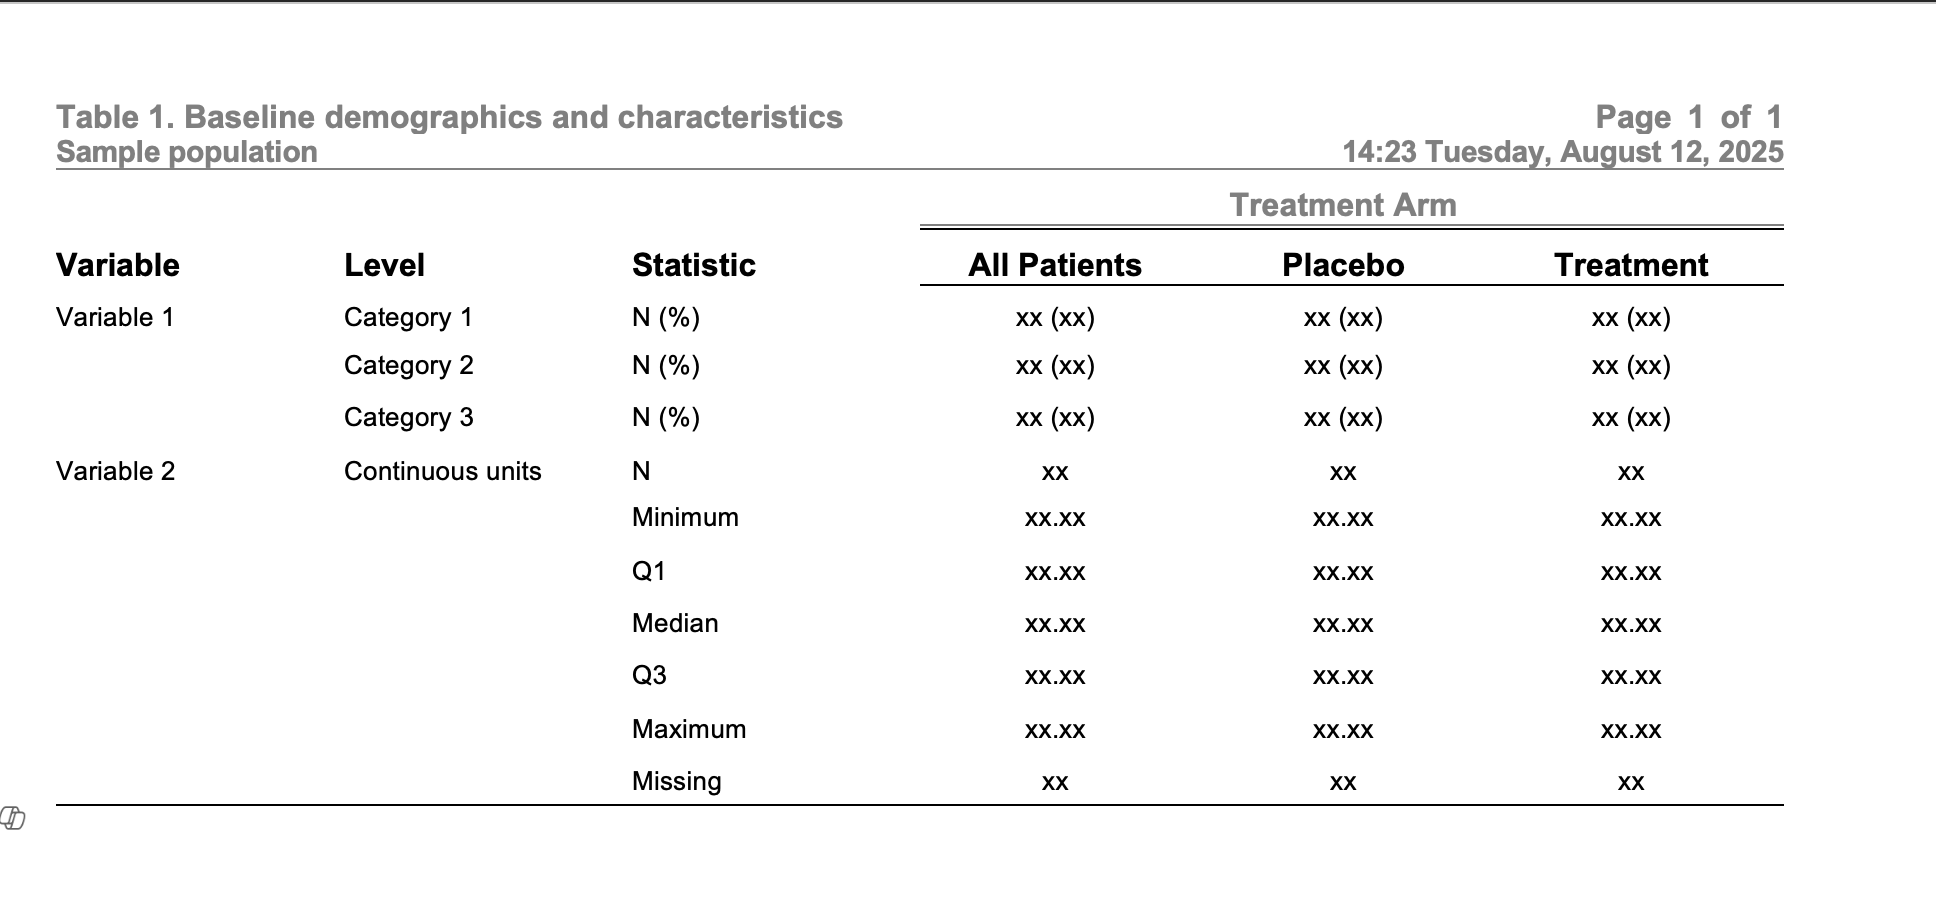 Table 1. Baseline demographics and characteristics Page 1 of 1
Sample population 14:23 Tuesday, August 12, 2025
Treatment Arm
Variable Level Statistic All Patients Placebo Treatment
Variable 1 Category 1 N (%) xx (xx) xx (xx) xx (xx)
Category 2 N (%) xx (xx) xx (xx) xx (xx)
Category 3 N (%) xx (xx) xx (xx) xx (xx)
Variable 2 Continuous units N xx xx xx
Minimum xx.xx xx.xx xx.xx
Q1 xx.xx xx.xx xx.xx
Median xx.xx xx.xx xx.xx
Q3 xx.xx xx.xx xx.xx
Maximum xx.xx xx.xx xx.xx
Missing xx xx xx